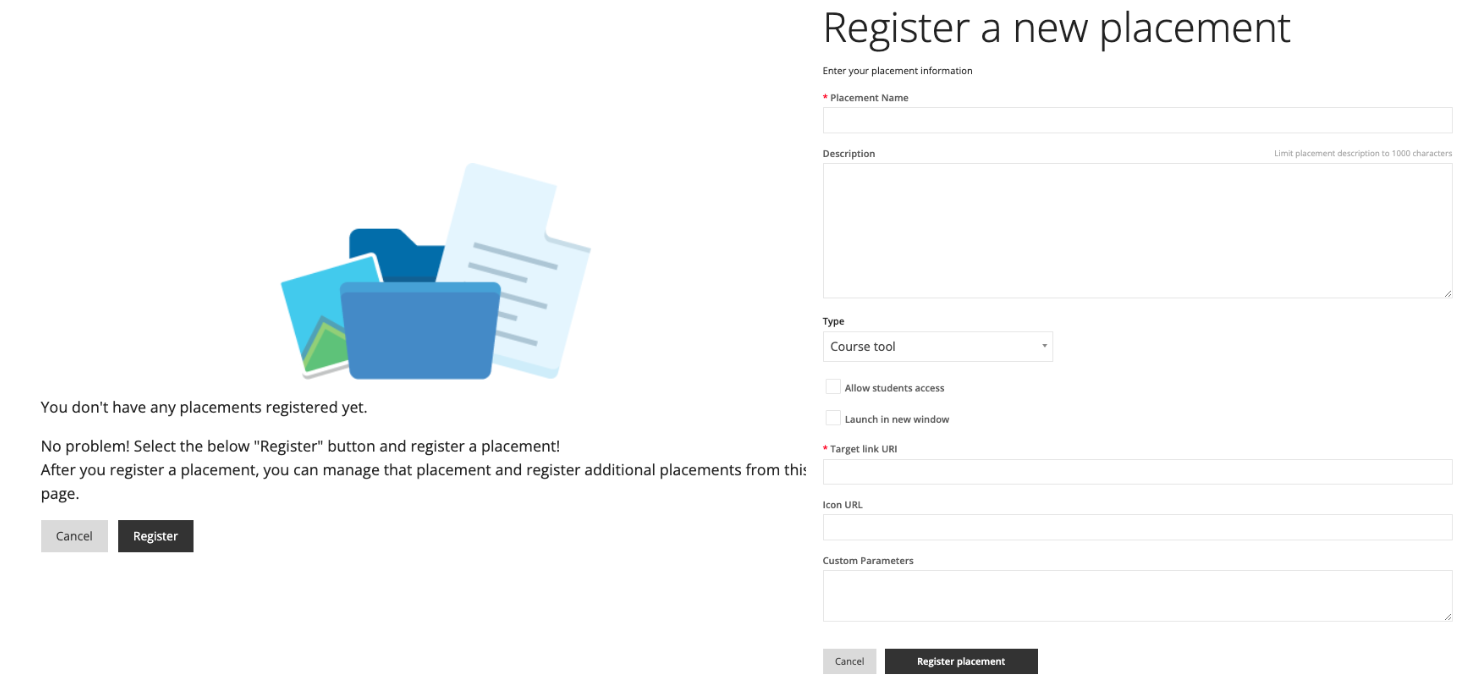 You don't have any placements registered yet.
No problem! Select the below "Register" button and register a placement!
After you register a placement, you can manage that placement and register additional placements from this
page.
Cancel
Register
Register a new placement
Enter your placement information
* Placement Name
Description
Limit placement description to 1000 characters
Type
Course tool
Allow students access
Launch in new window
* Target link URI
Icon URL
Custom Parameters
Cancel
Register placement